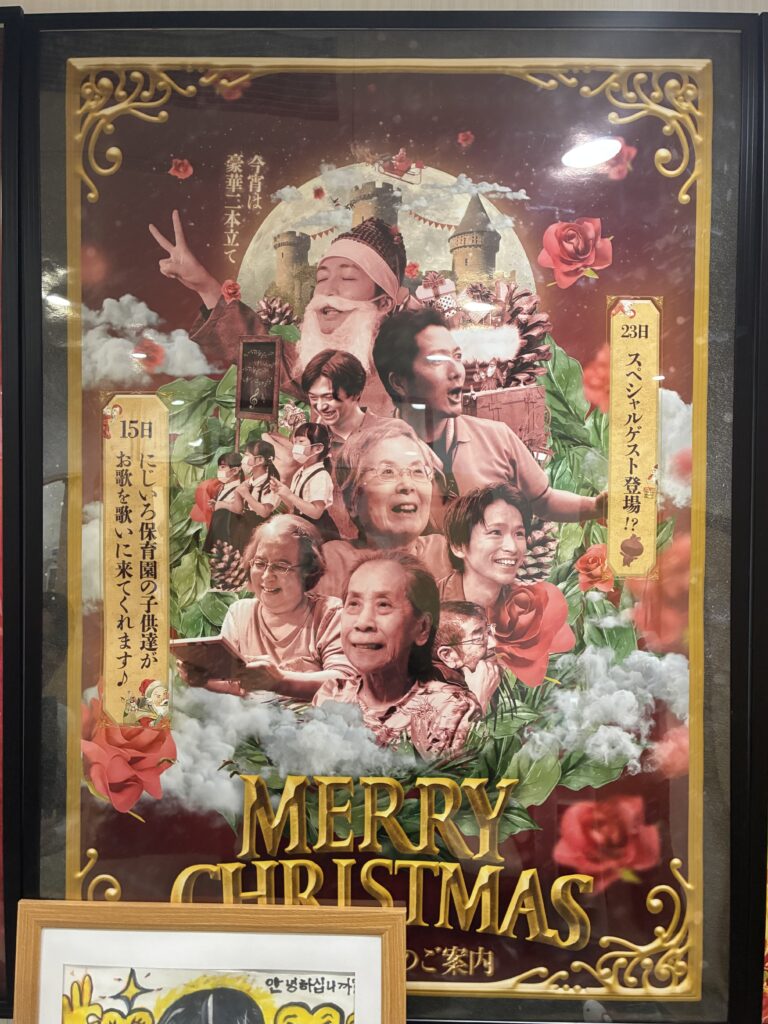 今宵は
豪華二本立て
23日
スペシャルゲスト登場!?
15日
にじいろ保育園の子供達が
お歌を歌いに来てくれます♪
MERRY
CHRISTMAS
のご案内
안녕하십니까